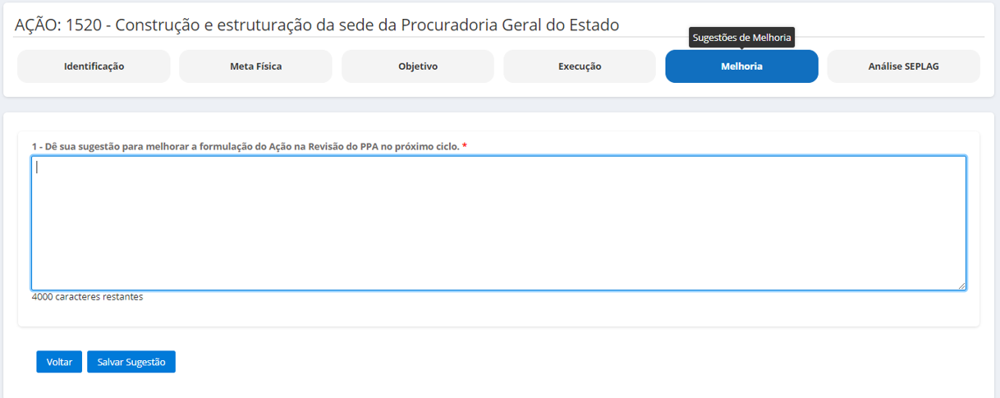 AÇÃO: 1520 - Construção e estruturação da sede da Procuradoria Geral do Estado
Sugestões de Melhoria
Identificação
Meta Física
Objetivo
Execução
Melhoria
Análise SEPLAG
1 - Dê sua sugestão para melhorar a formulação do Ação na Revisão do PPA no próximo ciclo. *
4000 caracteres restantes
Voltar
Salvar Sugestão